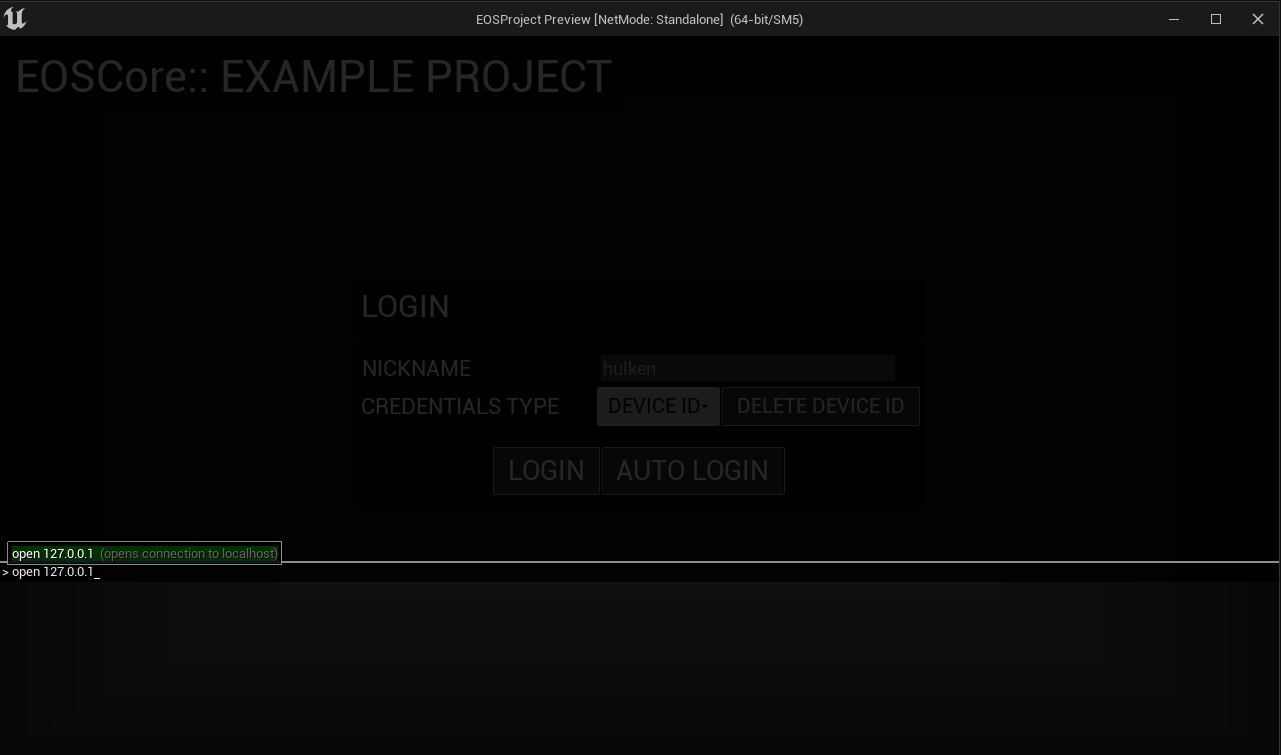 EOSProject Preview [NetMode: Standalone] (64-bit/SM5)
EOSCore:: EXAMPLE PROJECT
LOGIN
NICKNAME hulken
CREDENTIALS TYPE DEVICE ID DELETE DEVICE ID
LOGIN AUTO LOGIN
open 127.0.0.1 (opens connection to localhost)
> open 127.0.0.1_